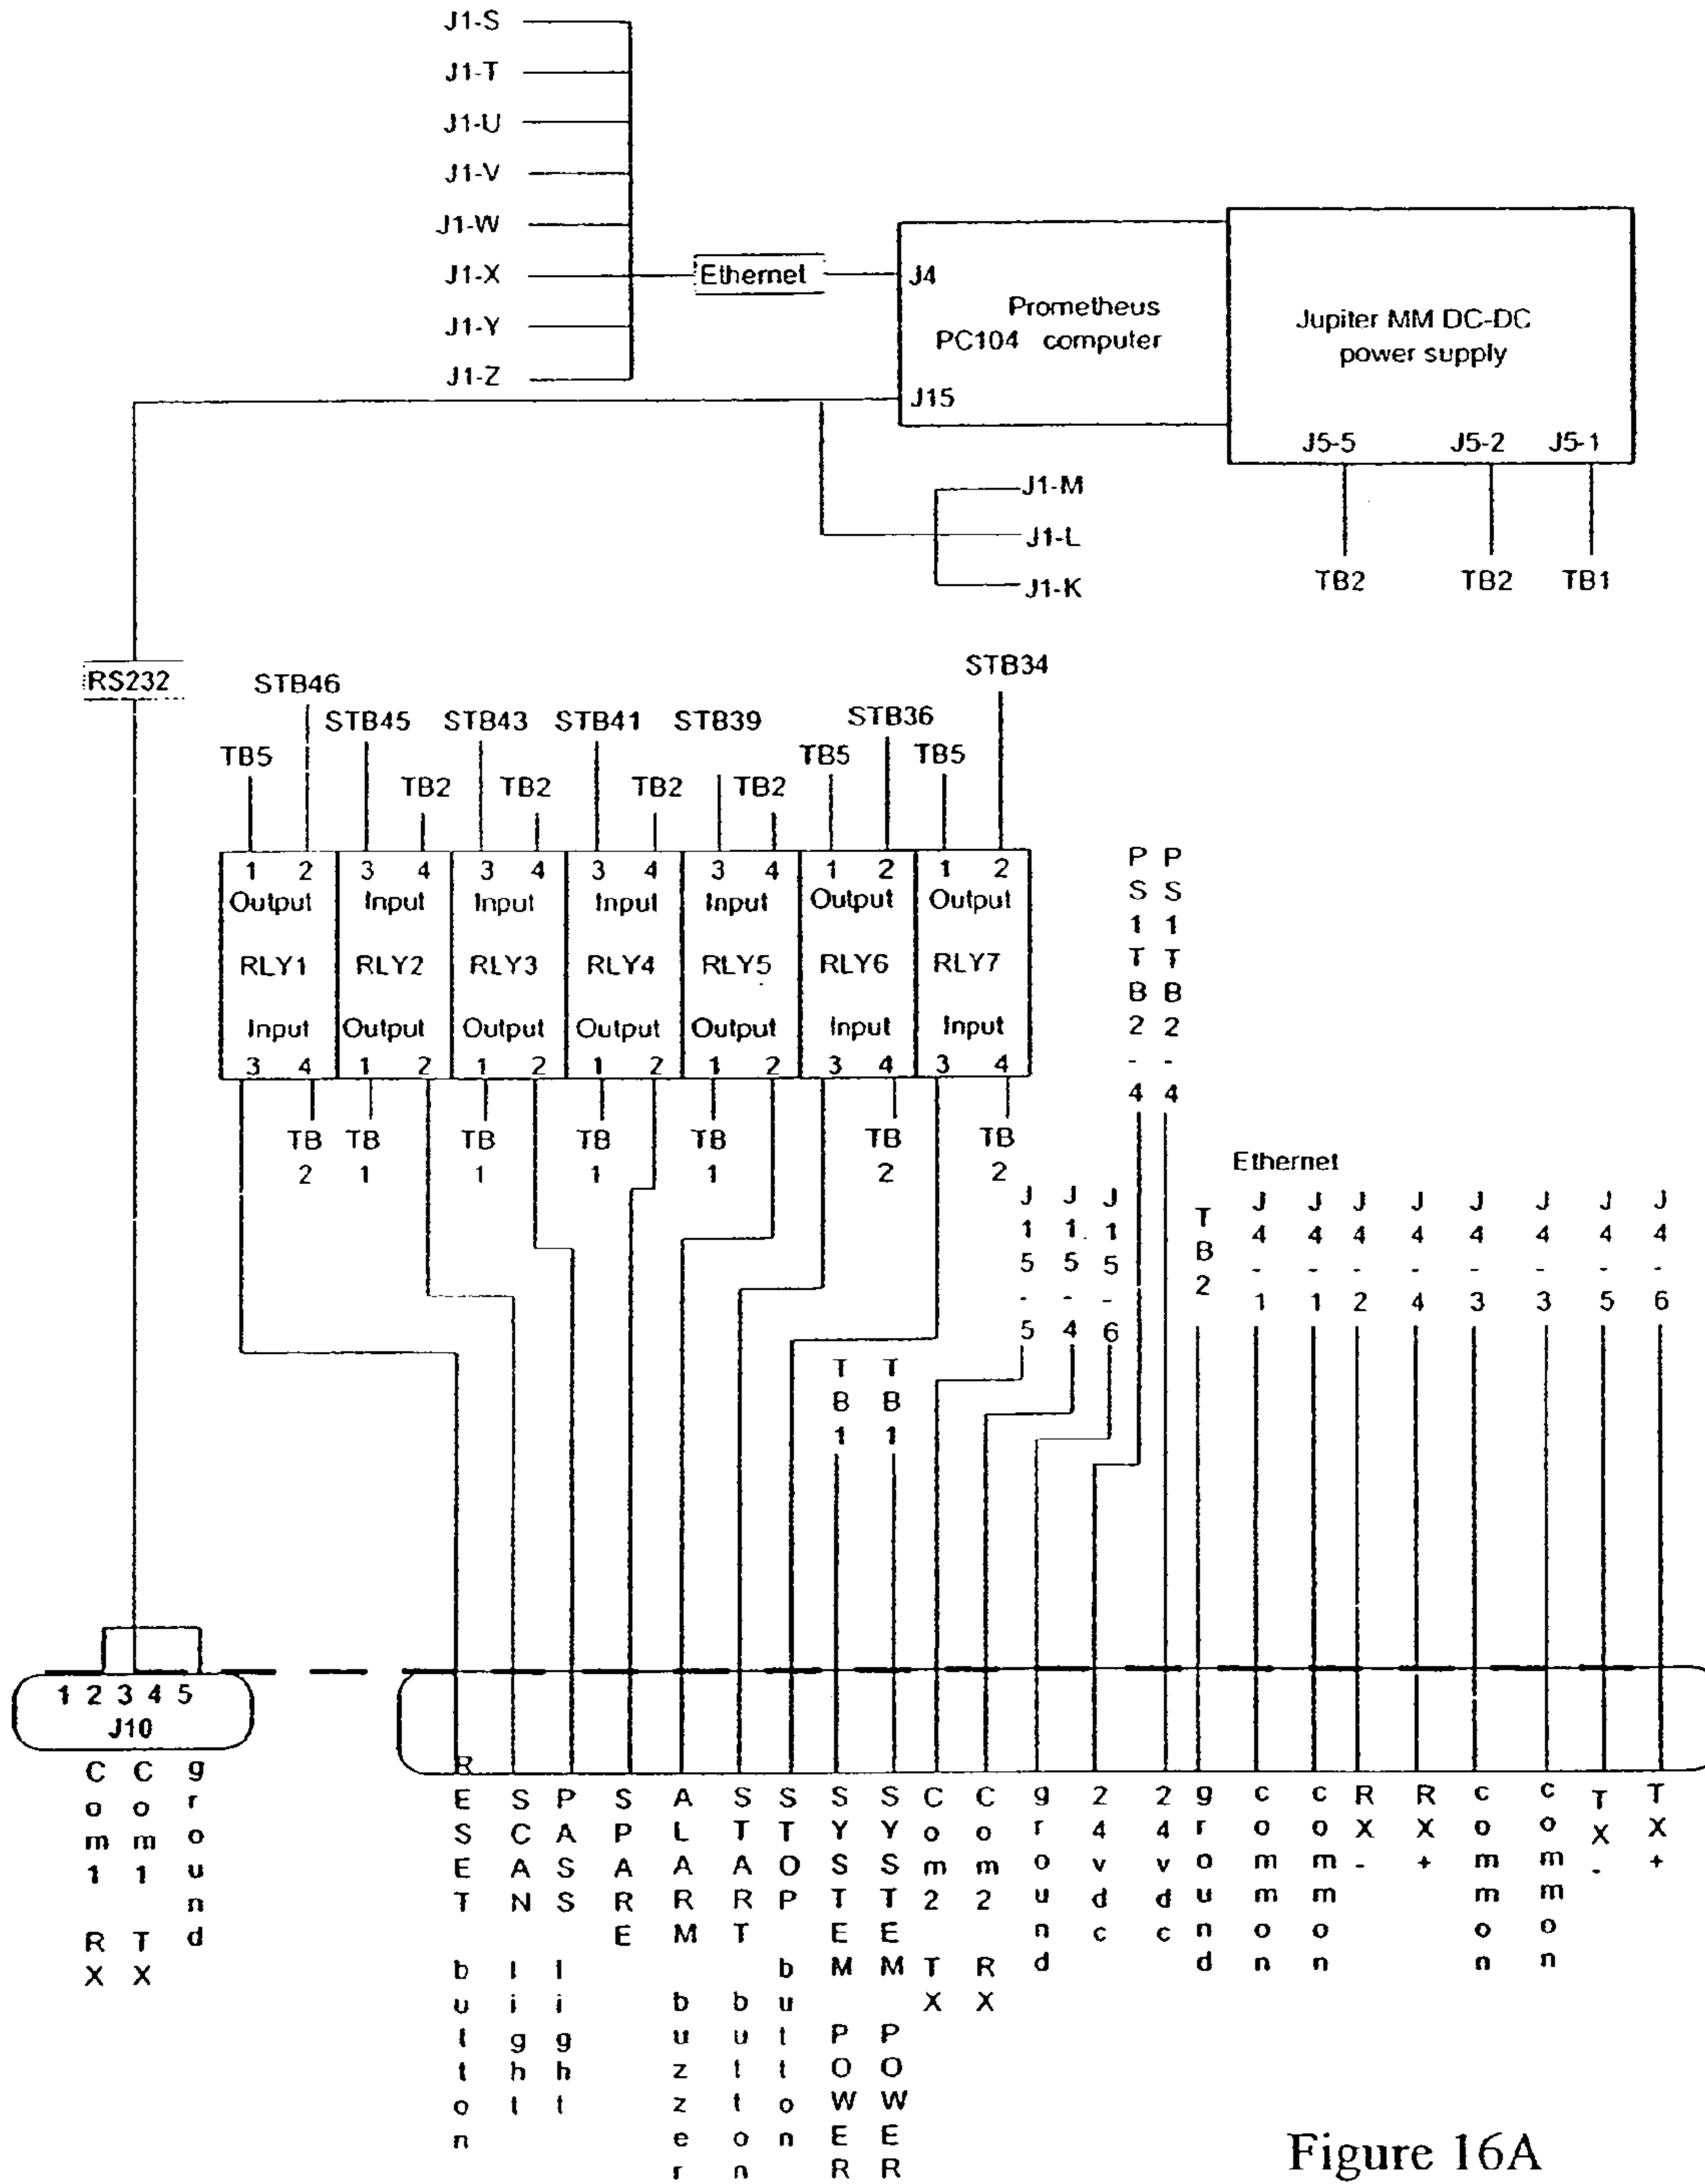 J1-S
J1-T
J1-U
J1-V
J1-W
J1-X
J1-Y
J1-Z
Ethernet
J4
Prometheus
PC104 computer
J15
Jupiter MM DC-DC
power supply
J5-5 J5-2 J5-1
TB2 TB2 TB1
J1-M
J1-L
J1-K
RS232
STB46
STB34
STB45 STB43 STB41 STB39 STB36
TB5 TB5 TB5
TB2 TB2 TB2 TB2
1 2 3 4 3 4 3 4 3 4 1 2 1 2
Output Input Input Input Input Output Output
RLY1 RLY2 RLY3 RLY4 RLY5 RLY6 RLY7
Input Output Output Output Output Input Input
3 4 1 2 1 2 1 2 1 2 3 4 3 4
TB2
TB1
TB1
TB1
TB1
TB2
TB2
PS1TB2-4
PS1TB2-4
J15-5
J15-4
J15-6
TB1
TB1
TB2
Ethernet
J4-1
J4-1
J4-2
J4-4
J4-3
J4-3
J4-5
J4-6
1 2 3 4 5
J10
Com1 RX
Com1 TX
ground
RESET button
SCAN light
PASS light
SPARE
ALARM buzzer
START button
STOP button
SYSTEM POWER
SYSTEM POWER
Com2 TX
Com2 RX
ground
24vdc
24vdc
ground
common
common
RX-
RX+
common
common
TX-
TX+
Figure 16A